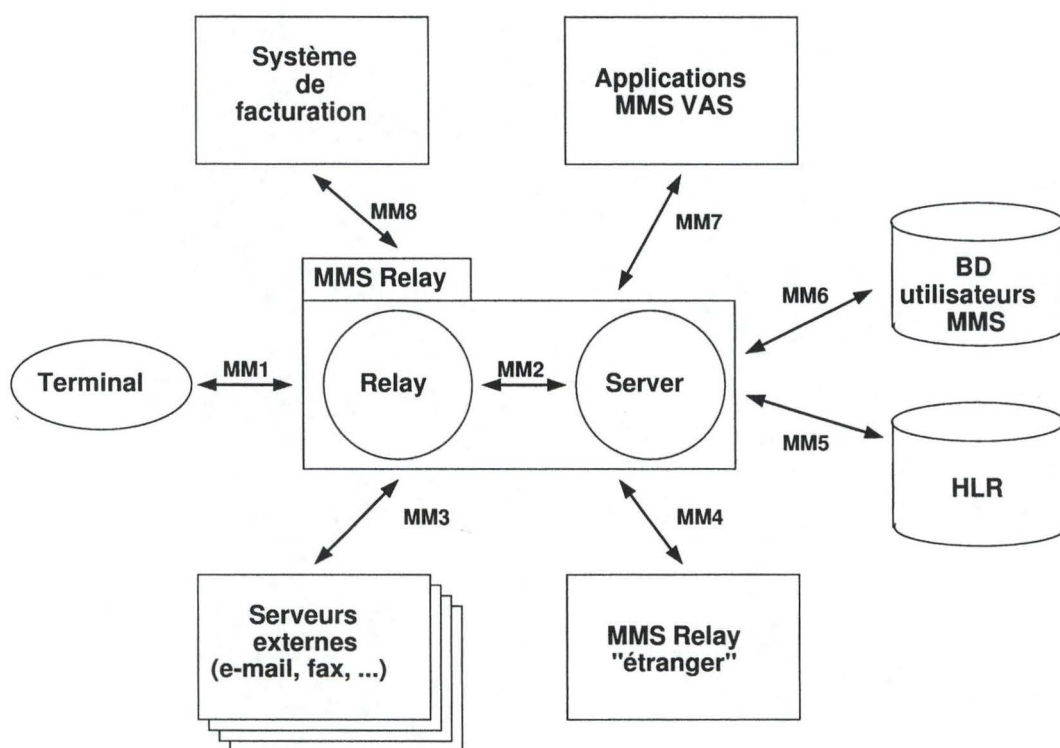 Système
de
facturation
Applications
MMS VAS
MM8
MM7
MMS Relay
BD
utilisateurs
MMS
MM6
Terminal
MM1
Relay
MM2
Server
MM5
HLR
MM3
MM4
Serveurs
externes
(e-mail, fax, ...)
MMS Relay
"étranger"